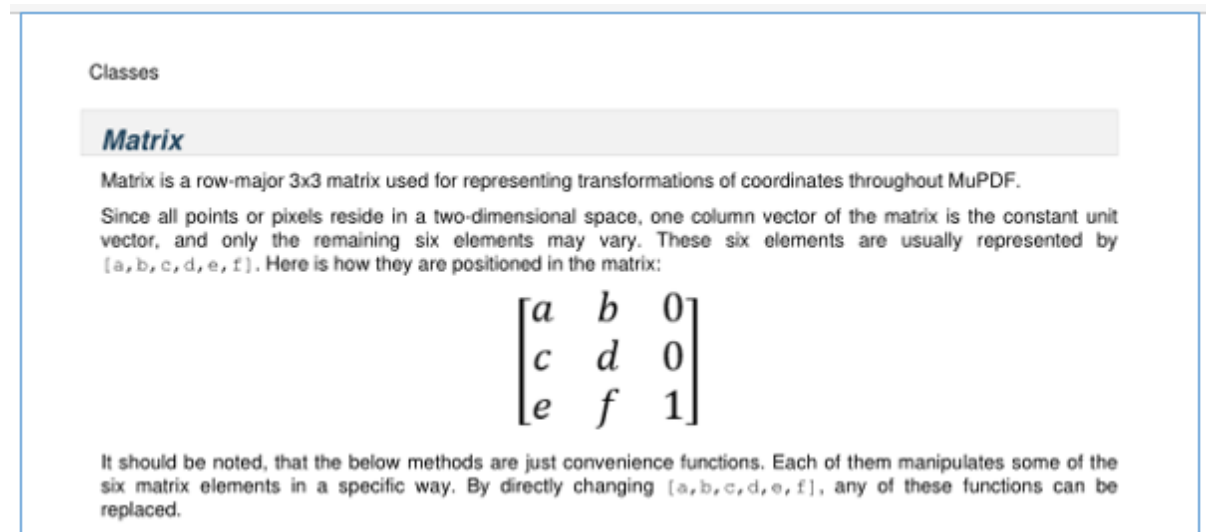 Classes
Matrix
Matrix is a row-major 3x3 matrix used for representing transformations of coordinates throughout MuPDF.
Since all points or pixels reside in a two-dimensional space, one column vector of the matrix is the constant unit
vector, and only the remaining six elements may vary. These six elements are usually represented by
[a,b,c,d,e,f]. Here is how they are positioned in the matrix:
a b 0
c d 0
e f 1
It should be noted, that the below methods are just convenience functions. Each of them manipulates some of the
six matrix elements in a specific way. By directly changing [a,b,c,d,e,f], any of these functions can be
replaced.